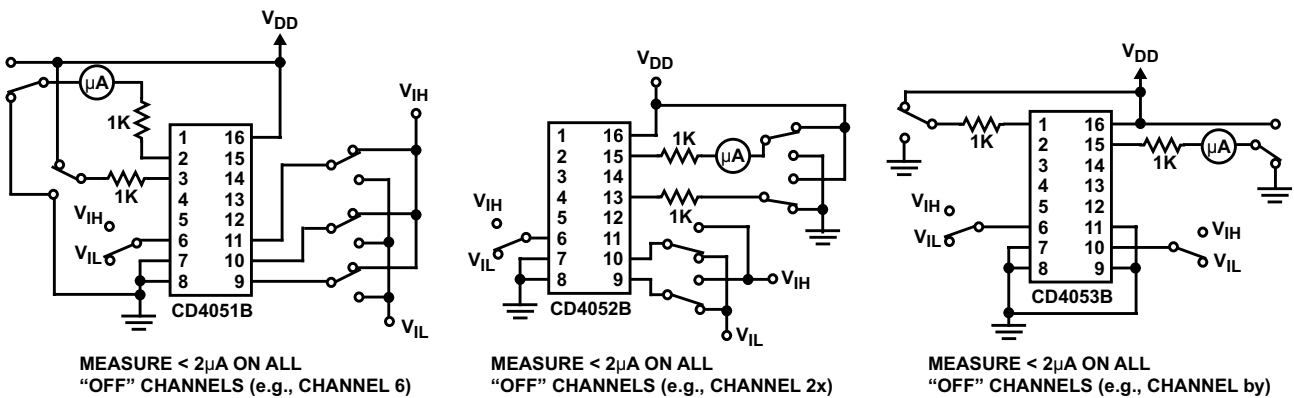 VDD
µA
1K
1K
1 16
2 15
3 14
4 13
5 12
6 11
7 10
8 9
VIH
VIL
VIH
VIL
CD4051B
MEASURE < 2µA ON ALL
“OFF” CHANNELS (e.g., CHANNEL 6)
VDD
1 16
2 15
3 14
4 13
5 12
6 11
7 10
8 9
1K
µA
1K
VIH
VIL
VIH
VIL
CD4052B
MEASURE < 2µA ON ALL
“OFF” CHANNELS (e.g., CHANNEL 2x)
VDD
1K
1 16
2 15
3 14
4 13
5 12
6 11
7 10
8 9
1K
µA
VIH
VIL
VIH
VIL
CD4053B
MEASURE < 2µA ON ALL
“OFF” CHANNELS (e.g., CHANNEL by)